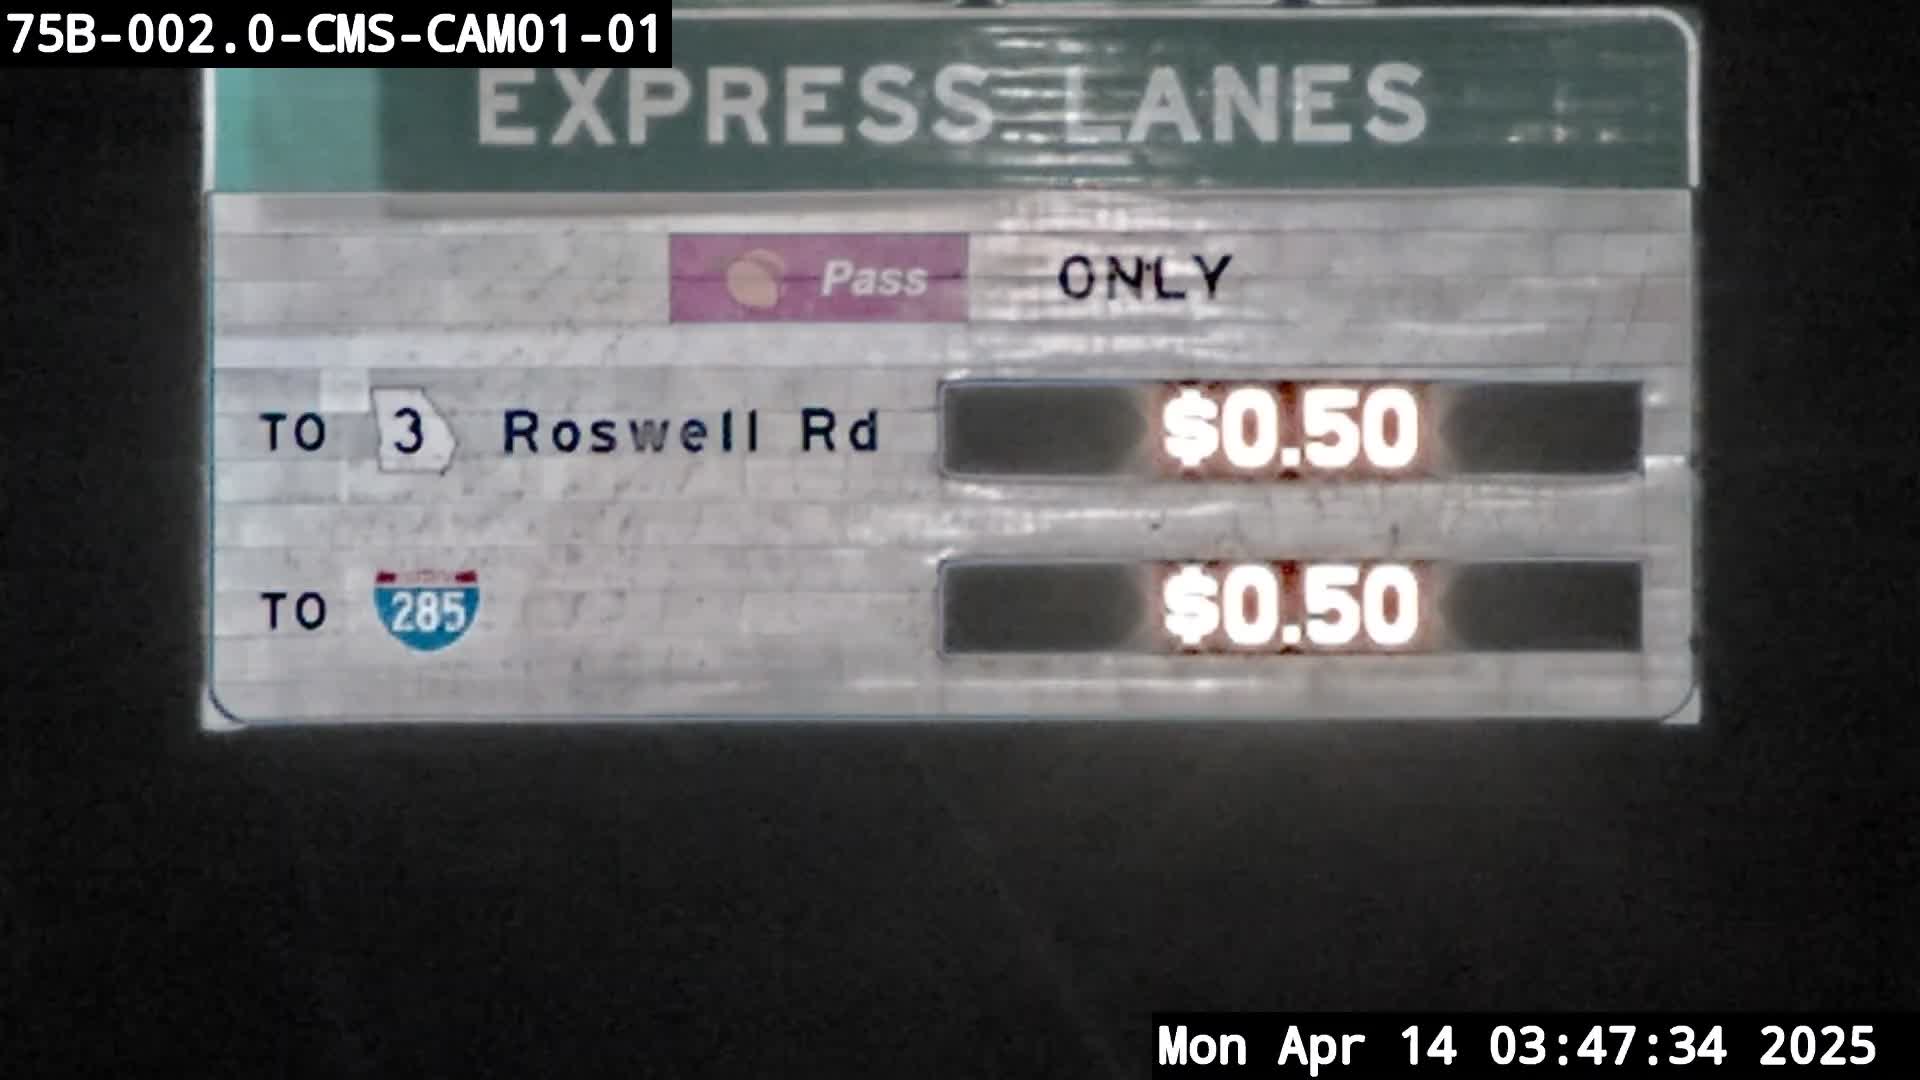 75B-002.0-CMS-CAM01-01
EXPRESS LANES
Pass ONLY
TO 3 Roswell Rd $0.50
TO 285 $0.50
Mon Apr 14 03:47:34 2025